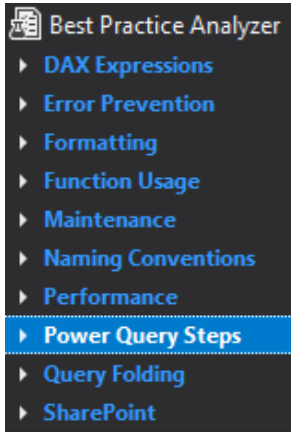 Best Practice Analyzer
DAX Expressions
Error Prevention
Formatting
Function Usage
Maintenance
Naming Conventions
Performance
Power Query Steps
Query Folding
SharePoint